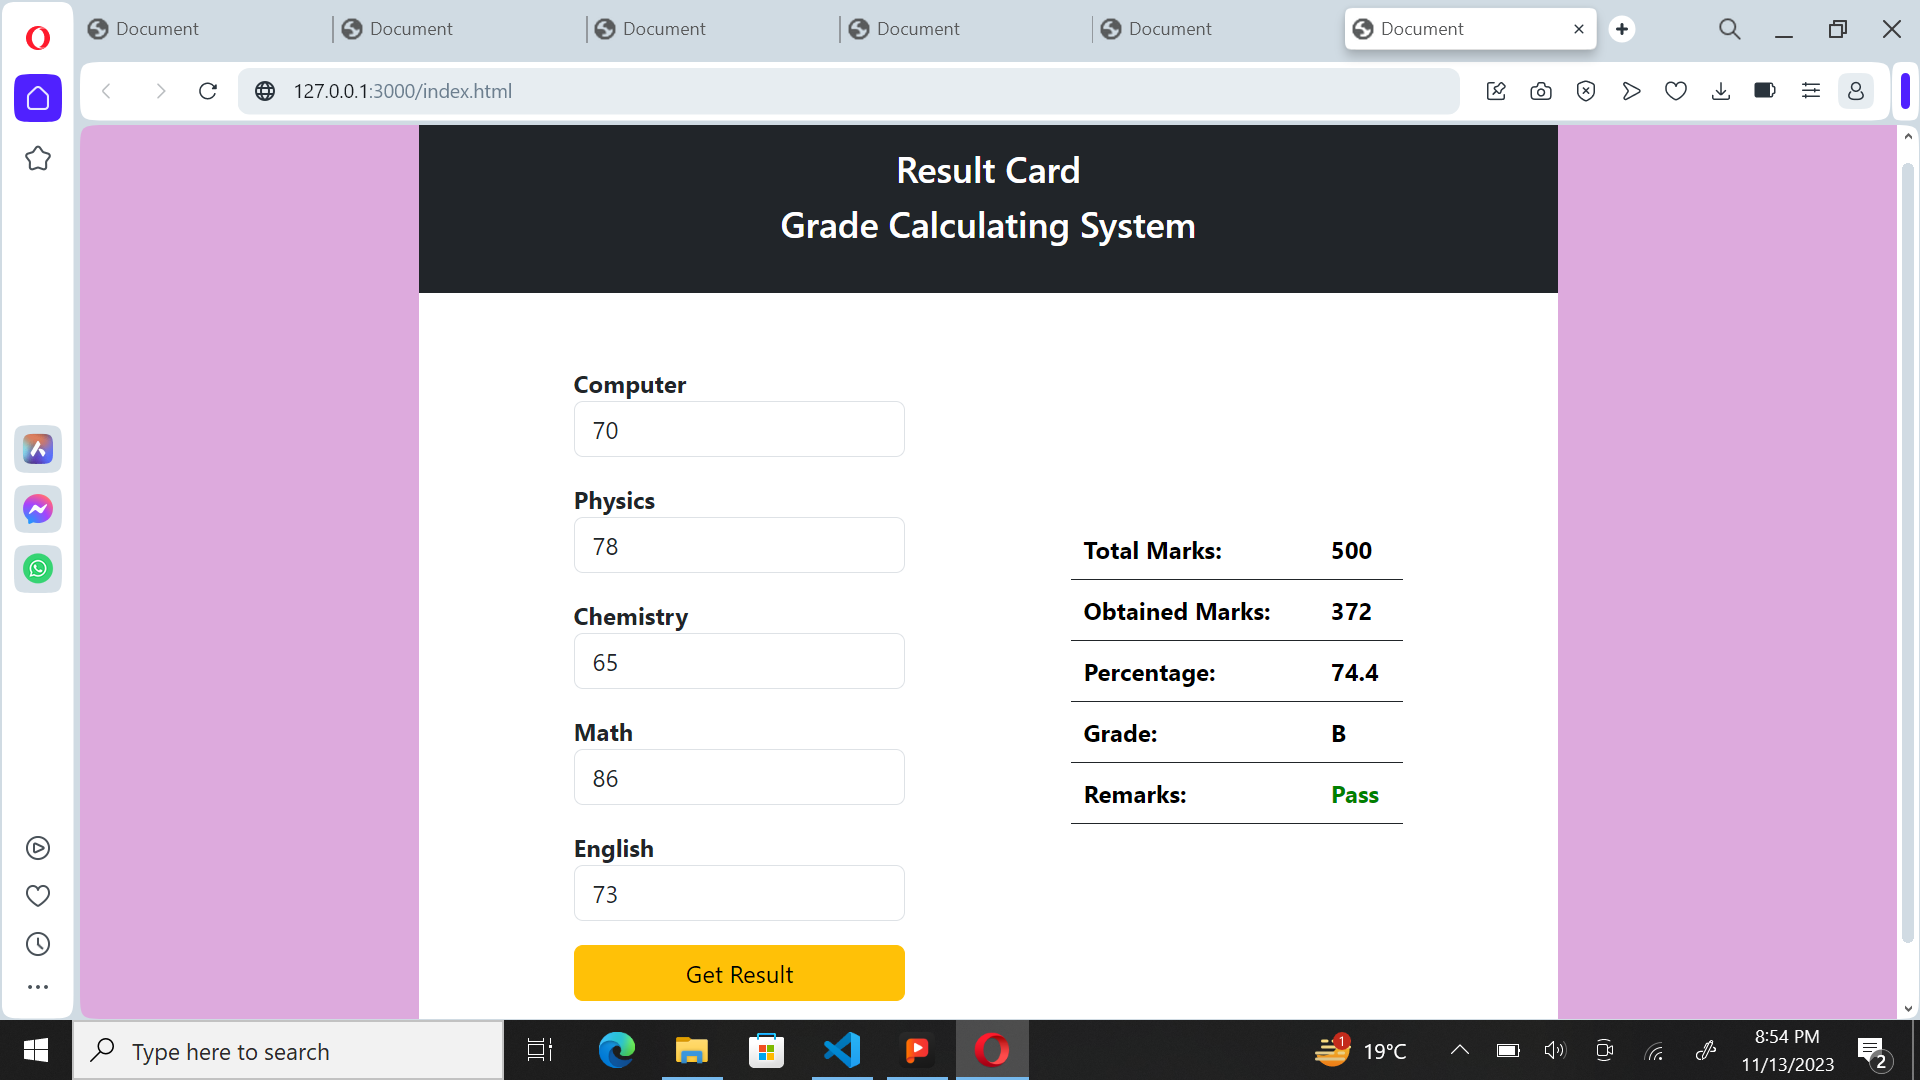 Document
Document
Document
Document
Document
Document
127.0.0.1:3000/index.html
Result Card
Grade Calculating System
Computer
70
Physics
78
Chemistry
65
Math
86
English
73
Get Result
Total Marks: 500
Obtained Marks: 372
Percentage: 74.4
Grade: B
Remarks: Pass
Type here to search
1
19°C
8:54 PM
11/13/2023
2